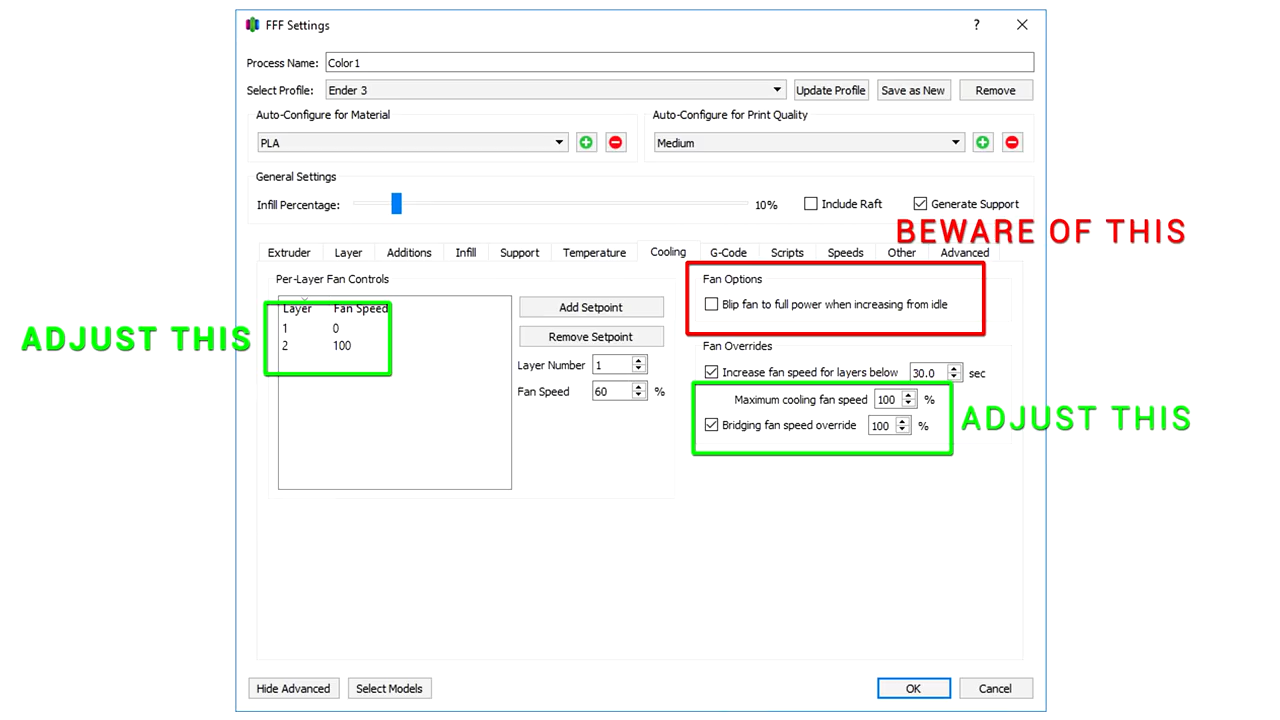 FFF Settings
?
Process Name: Color1
Select Profile: Ender 3 Update Profile Save as New Remove
Auto-Configure for Material
PLA
Auto-Configure for Print Quality
Medium
General Settings
Infill Percentage: 10% Include Raft Generate Support
BEWARE OF THIS
Extruder Layer Additions Infill Support Temperature Cooling G-Code Scripts Speeds Other Advanced
Per-Layer Fan Controls
Layer Fan Speed
1 0
2 100
ADJUST THIS
Add Setpoint
Remove Setpoint
Layer Number 1
Fan Speed 60 %
Fan Options
Blip fan to full power when increasing from idle
Fan Overrides
Increase fan speed for layers below 30.0 sec
Maximum cooling fan speed 100 %
Bridging fan speed override 100 %
ADJUST THIS
Hide Advanced Select Models OK Cancel